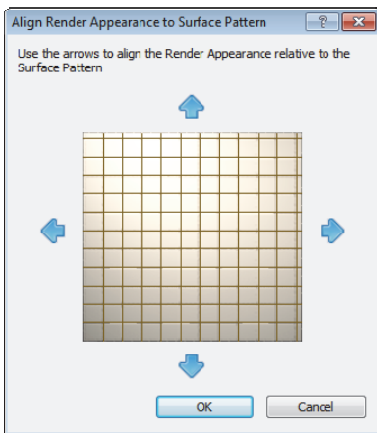 Align Render Appearance to Surface Pattern
Use the arrows to align the Render Appearance relative to the
Surface Pattern
OK
Cancel